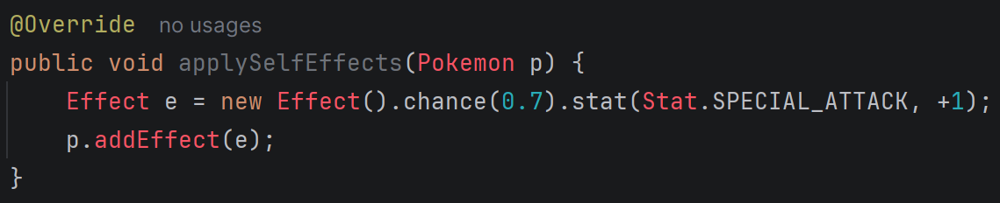 @Override no usages
public void applySelfEffects(Pokemon p) {
Effect e = new Effect().chance(0.7).stat(Stat.SPECIAL_ATTACK, +1);
p.addEffect(e);
}